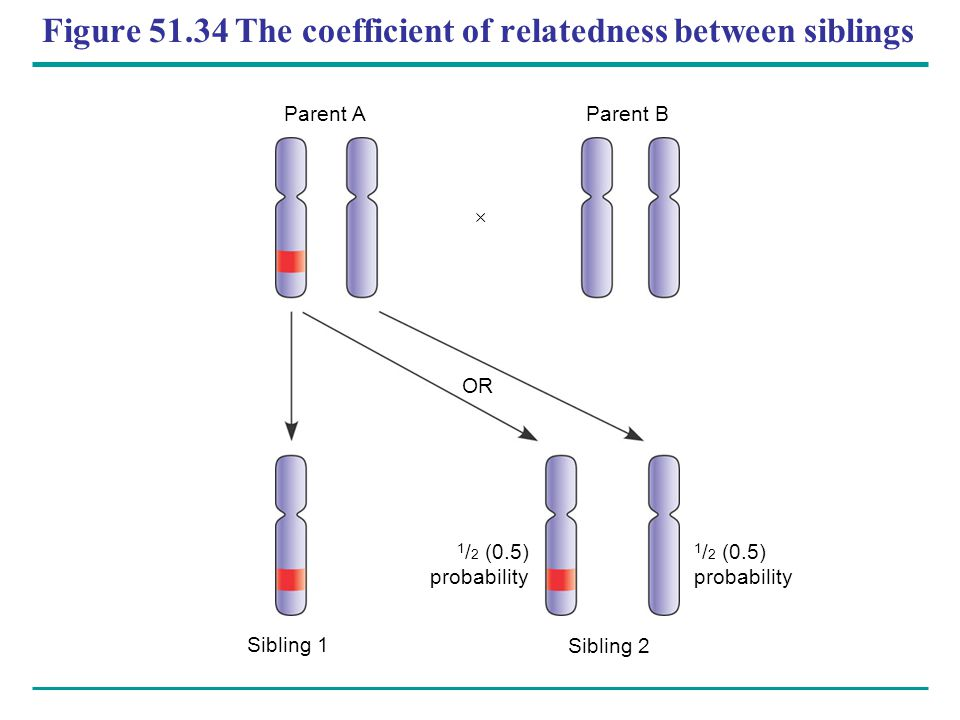 Figure 51.34 The coefficient of relatedness between siblings
Parent A
Parent B
×
OR
1/2 (0.5)
probability
1/2 (0.5)
probability
Sibling 1
Sibling 2